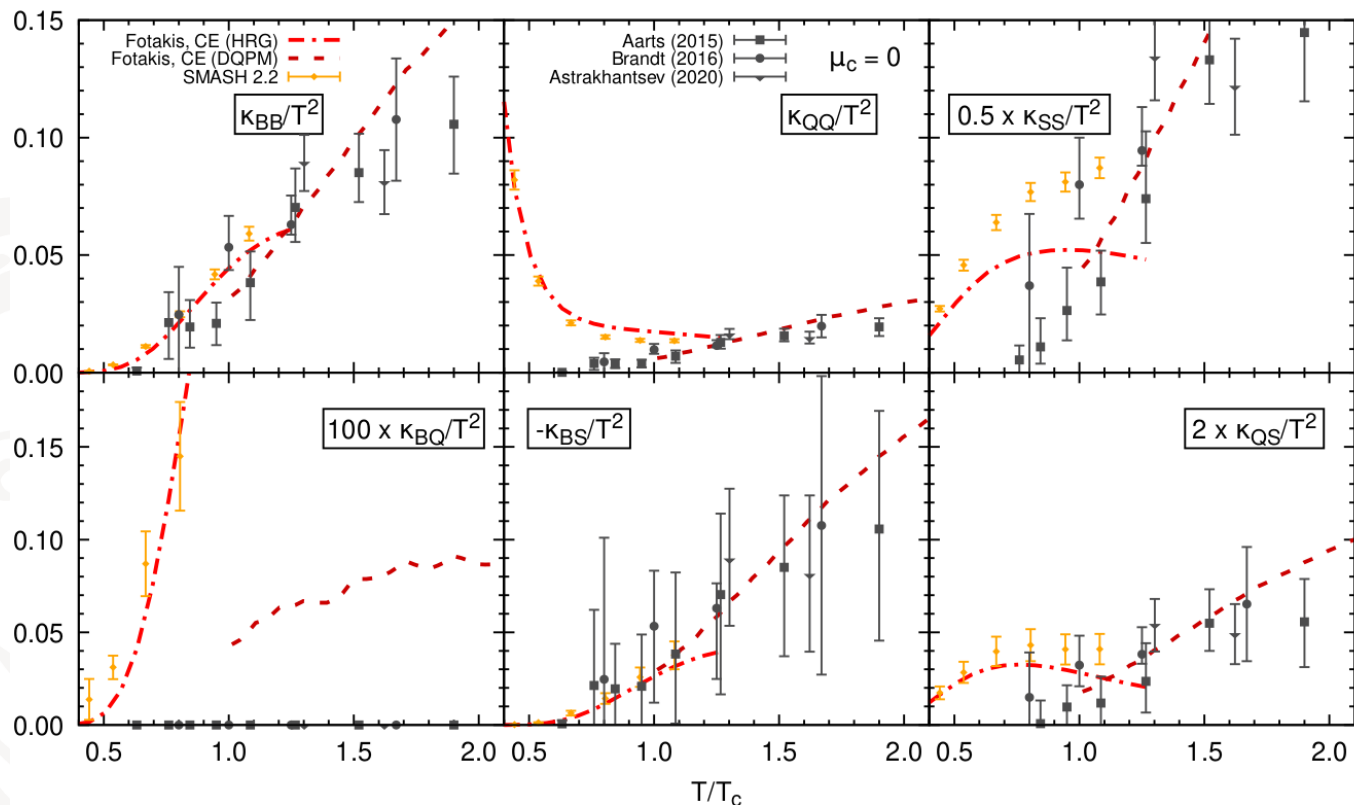 0.15
0.10
0.05
0.00
Fotakis, CE (HRG)
Fotakis, CE (DQPM)
SMASH 2.2
κBB/T²
Aarts (2015)
Brandt (2016)
Astrakhantsev (2020)
μc = 0
κQQ/T²
0.5 x κSS/T²
0.15
0.10
0.05
0.00
100 x κBQ/T²
-κBS/T²
2 x κQS/T²
0.5 1.0 1.5 2.0
0.5 1.0 1.5 2.0
0.5 1.0 1.5 2.0
T/Tc